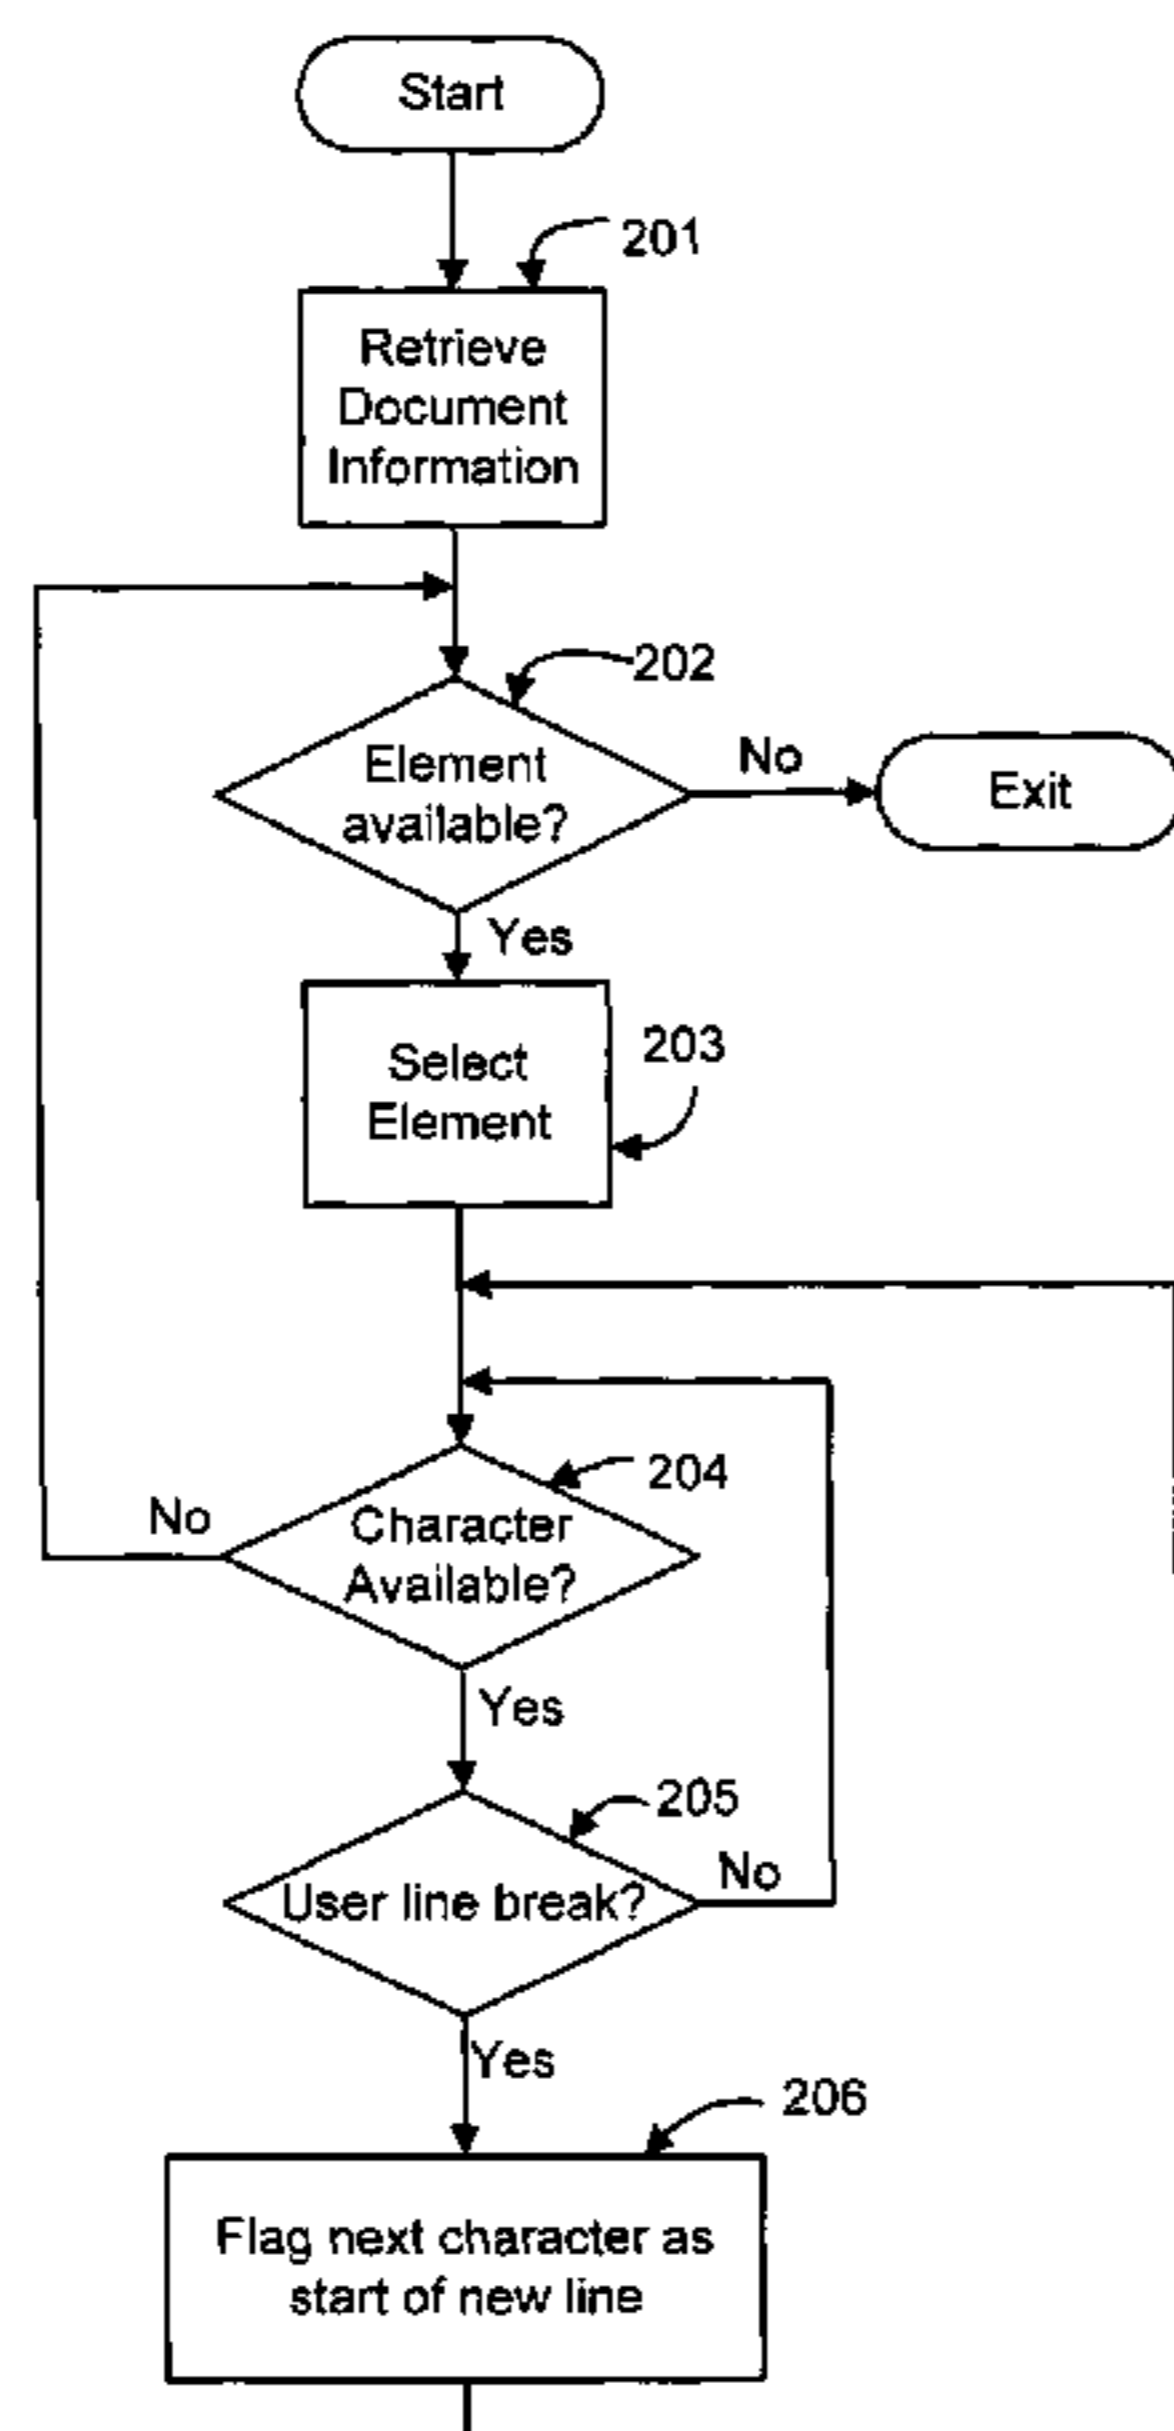 Start
201
Retrieve
Document
Information
202
Element
available?
No
Exit
Yes
Select
Element
203
204
Character
Available?
No
Yes
205
User line break?
No
Yes
206
Flag next character as
start of new line